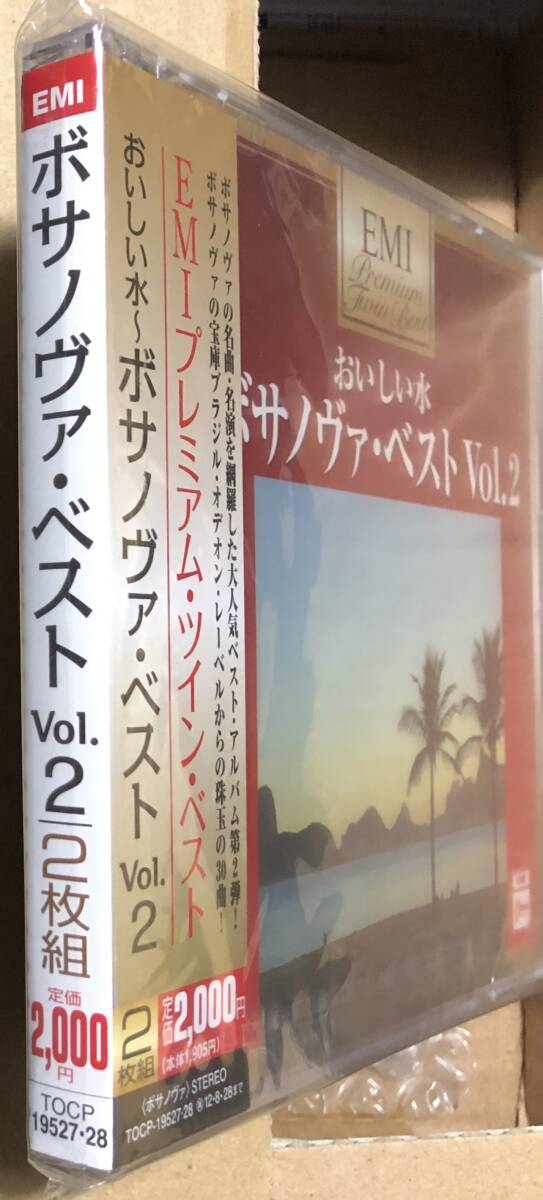 EMI
ボサノヴァ・ベスト Vol. 2
2枚組
定価
2,000
円
TOCP
19527・28
おいしい水～ボサノヴァ・ベスト Vol. 2
EMIプレミアム・ツイン・ベスト
ボサノヴァの名曲・名演を網羅した大人気ベスト・アルバム第2弾!
ボサノヴァの宝庫ブラジル・オデオン・レーベルからの珠玉の30曲!
2枚組
定価2,000円
(本体1,905円)
(ボサノヴァ) STEREO
TOCP-19527・28 12・8・28まで
EMI
Premium
Twin Best
おいしい水
ボサノヴァ・ベスト Vol.2